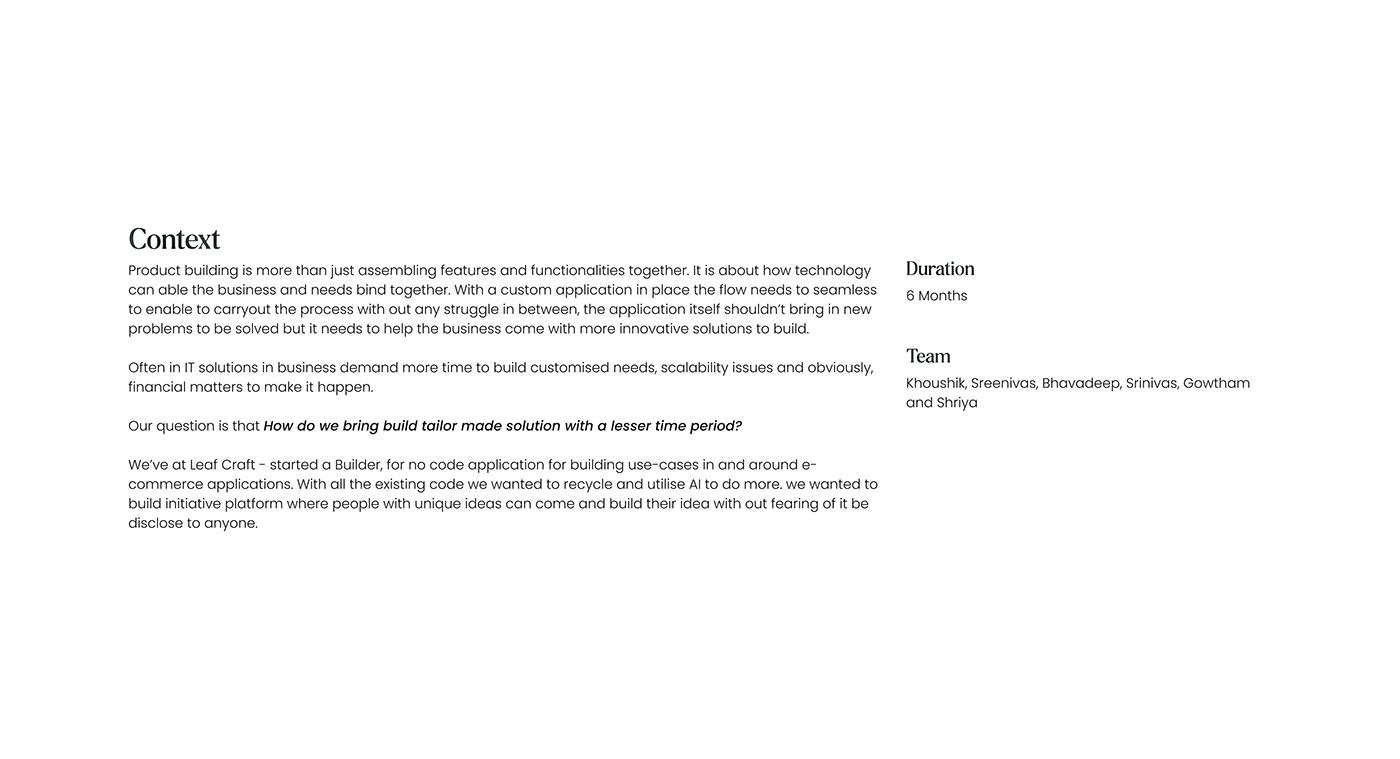 Context
Product building is more than just assembling features and functionalities together. It is about how technology
can able the business and needs bind together. With a custom application in place the flow needs to seamless
to enable to carryout the process with out any struggle in between, the application itself shouldn't bring in new
problems to be solved but it needs to help the business come with more innovative solutions to build.
Often in IT solutions in business demand more time to build customised needs, scalability issues and obviously,
financial matters to make it happen.
Our question is that How do we bring build tailor made solution with a lesser time period?
We've at Leaf Craft - started a Builder, for no code application for building use-cases in and around e-
commerce applications. With all the existing code we wanted to recycle and utilise AI to do more. we wanted to
build initiative platform where people with unique ideas can come and build their idea with out fearing of it be
disclose to anyone.
Duration
6 Months
Team
Khoushik, Sreenivas, Bhavadeep, Srinivas, Gowtham
and Shriya